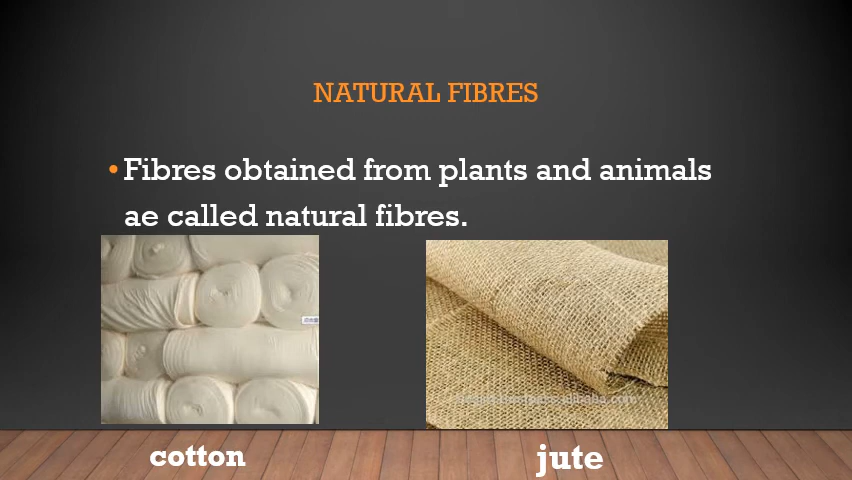 NATURAL FIBRES
• Fibres obtained from plants and animals
ae called natural fibres.
cotton
jute